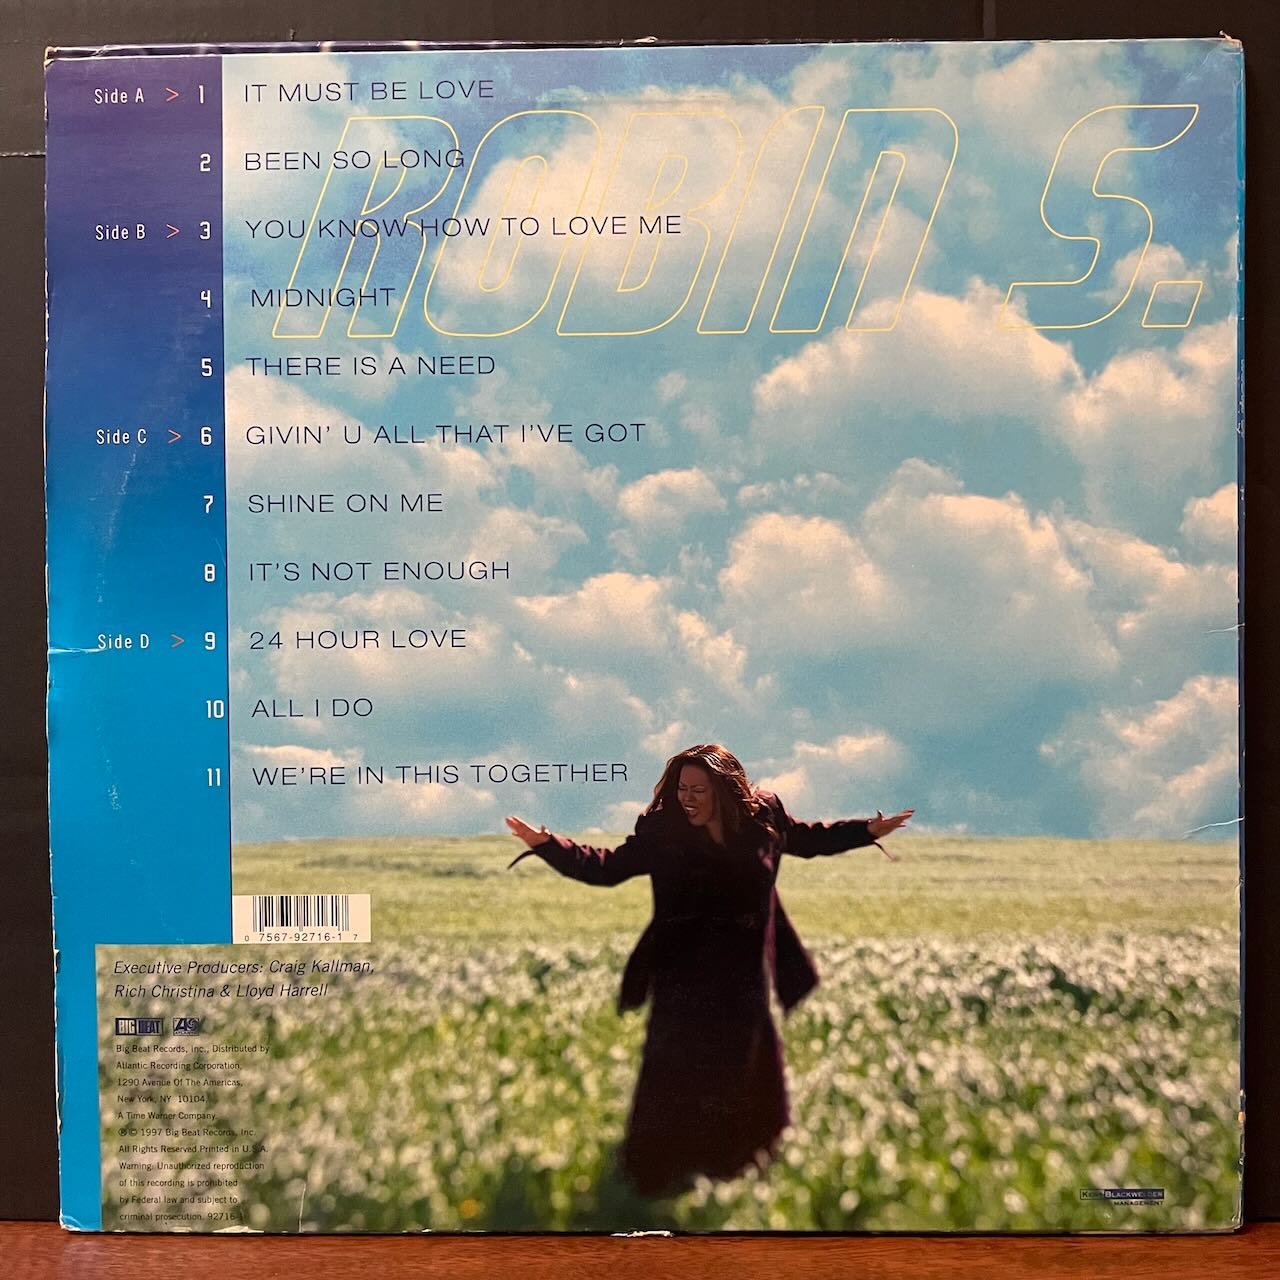 ROBIN S.
Side A > 1 IT MUST BE LOVE
2 BEEN SO LONG
Side B > 3 YOU KNOW HOW TO LOVE ME
4 MIDNIGHT
5 THERE IS A NEED
Side C > 6 GIVIN' U ALL THAT I'VE GOT
7 SHINE ON ME
8 IT'S NOT ENOUGH
Side D > 9 24 HOUR LOVE
10 ALL I DO
11 WE'RE IN THIS TOGETHER
0 7567-92716-1 7
Executive Producers: Craig Kallman,
Rich Christina & Lloyd Harrell
BIG BEAT ATLANTIC
Big Beat Records, Inc., Distributed by
Atlantic Recording Corporation,
1290 Avenue Of The Americas,
New York, NY 10104
A Time Warner Company.
℗© 1997 Big Beat Records, Inc.
All Rights Reserved Printed in U.S.A.
Warning: Unauthorized reproduction
of this recording is prohibited
by Federal law and subject to
criminal prosecution. 92716-1
BLACKWELDER
MANAGEMENT